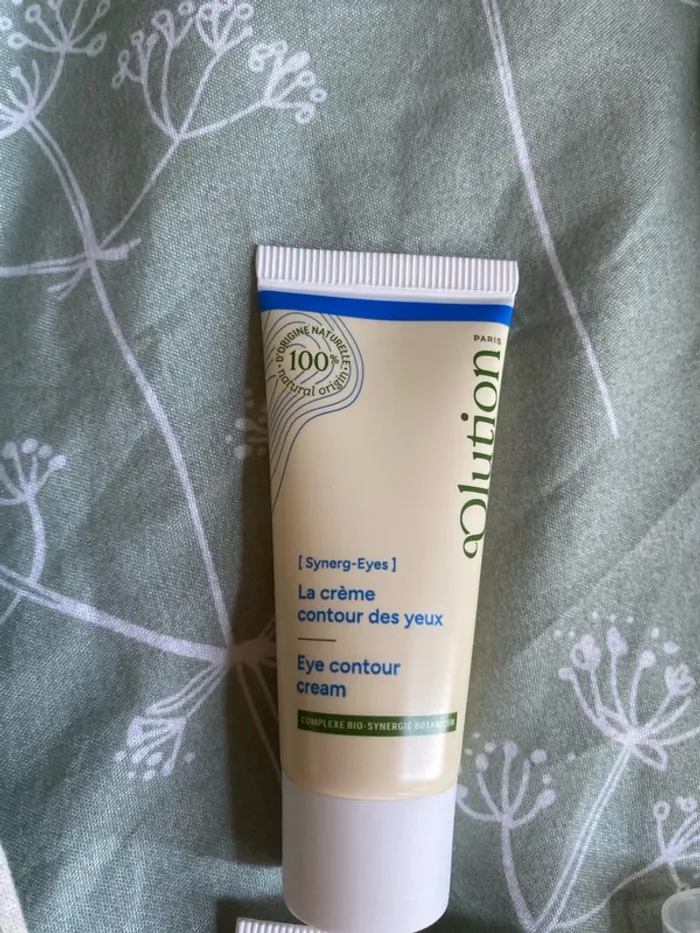 D'ORIGINE NATURELLE
100%
natural origin
PARIS
Olution
[ Synerg-Eyes ]
La crème
contour des yeux
Eye contour
cream
COMPLEXE BIO-SYNERGIE BOTANICUM